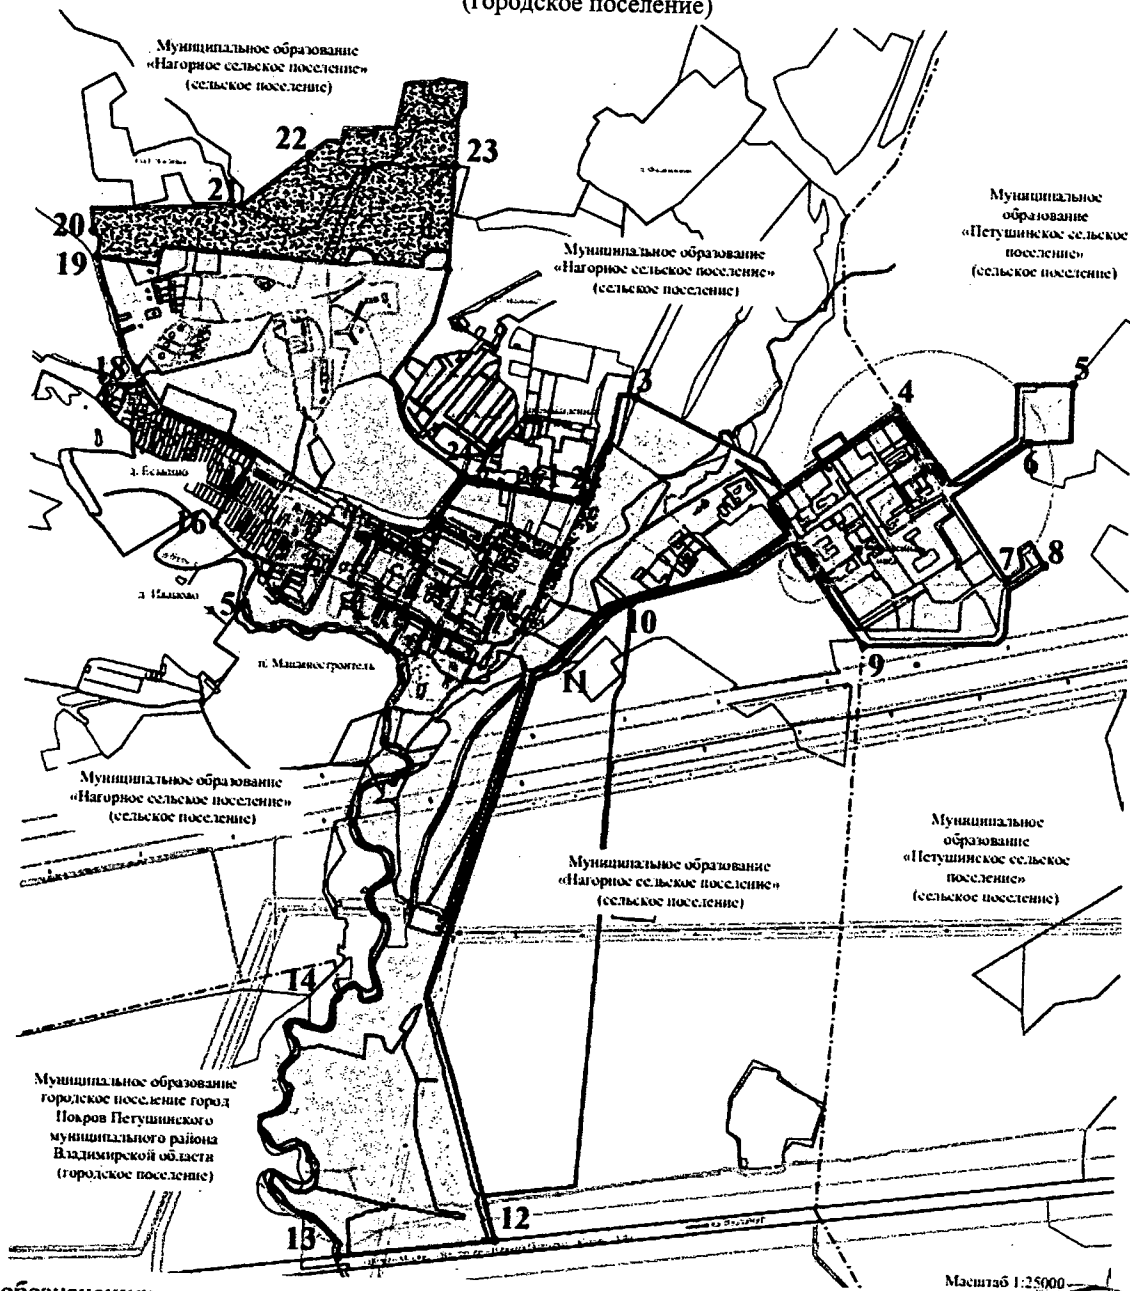 (городское поселение)
Муниципальное образование
«Нагорное сельское поселение»
(сельское поселение)
22
23
21
20
19
Муниципальное
образование
«Петушинское сельское
поселение»
(сельское поселение)
Муниципальное образование
«Нагорное сельское поселение»
(сельское поселение)
18
3
4
5
6
24
2
д. Еськино
16
7
8
д. Иваново
5
10
9
п. Машиностроитель
11
Муниципальное образование
«Нагорное сельское поселение»
(сельское поселение)
Муниципальное образование
«Нагорное сельское поселение»
(сельское поселение)
Муниципальное
образование
«Петушинское сельское
поселение»
(сельское поселение)
14
Муниципальное образование
городское поселение город
Покров Петушинского
муниципального района
Владимирской области
(городское поселение)
12
13
Масштаб 1:25000